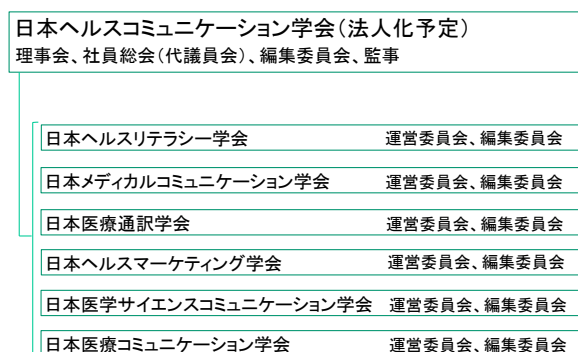 日本ヘルスコミュニケーション学会（法人化予定）
理事会、社員総会（代議員会）、編集委員会、監事
日本ヘルスリテラシー学会 運営委員会、編集委員会
日本メディカルコミュニケーション学会 運営委員会、編集委員会
日本医療通訳学会 運営委員会、編集委員会
日本ヘルスマーケティング学会 運営委員会、編集委員会
日本医学サイエンスコミュニケーション学会 運営委員会、編集委員会
日本医療コミュニケーション学会 運営委員会、編集委員会